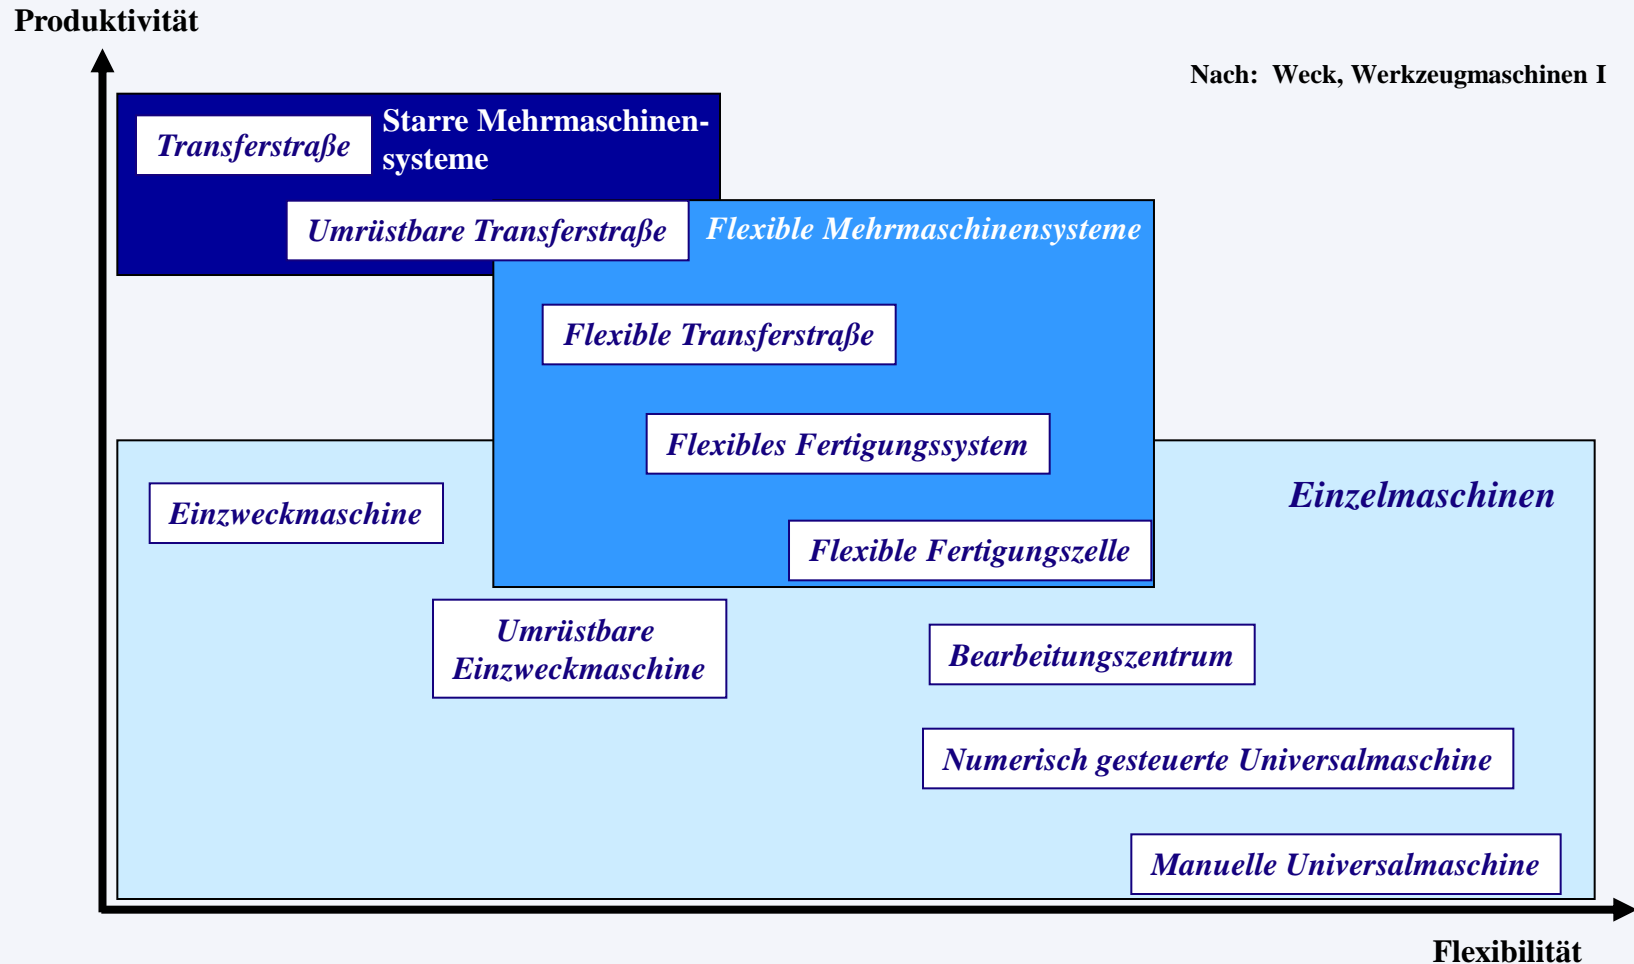 Produktivität
Nach:  Weck, Werkzeugmaschinen I
Transferstraße
Starre Mehrmaschinen-
systeme
Umrüstbare Transferstraße
Flexible Mehrmaschinensysteme
Flexible Transferstraße
Flexibles Fertigungssystem
Einzelmaschinen
Einzweckmaschine
Flexible Fertigungszelle
Umrüstbare
Einzweckmaschine
Bearbeitungszentrum
Numerisch gesteuerte Universalmaschine
Manuelle Universalmaschine
Flexibilität